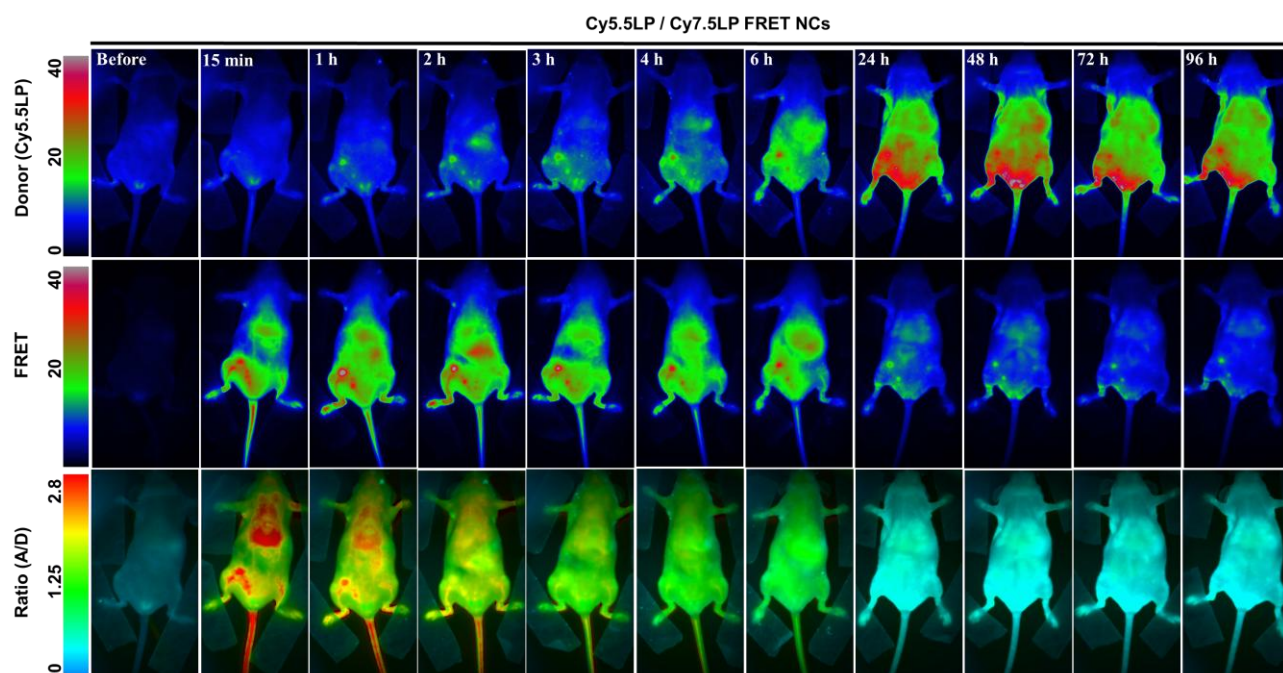 Cy5.5LP / Cy7.5LP FRET NCs
Before
15 min
1 h
2 h
3 h
4 h
6 h
24 h
48 h
72 h
96 h
Donor (Cy5.5LP)
40
20
0
FRET
40
20
0
Ratio (A/D)
2.8
1.25
0